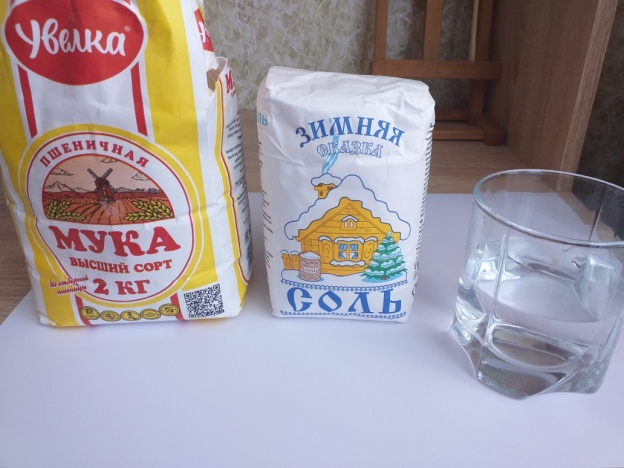 Увелка®
ПШЕНИЧНАЯ
МУКА
ВЫСШИЙ СОРТ
2 КГ
ЗИМНЯЯ
СКАЗКА
СОЛЬ